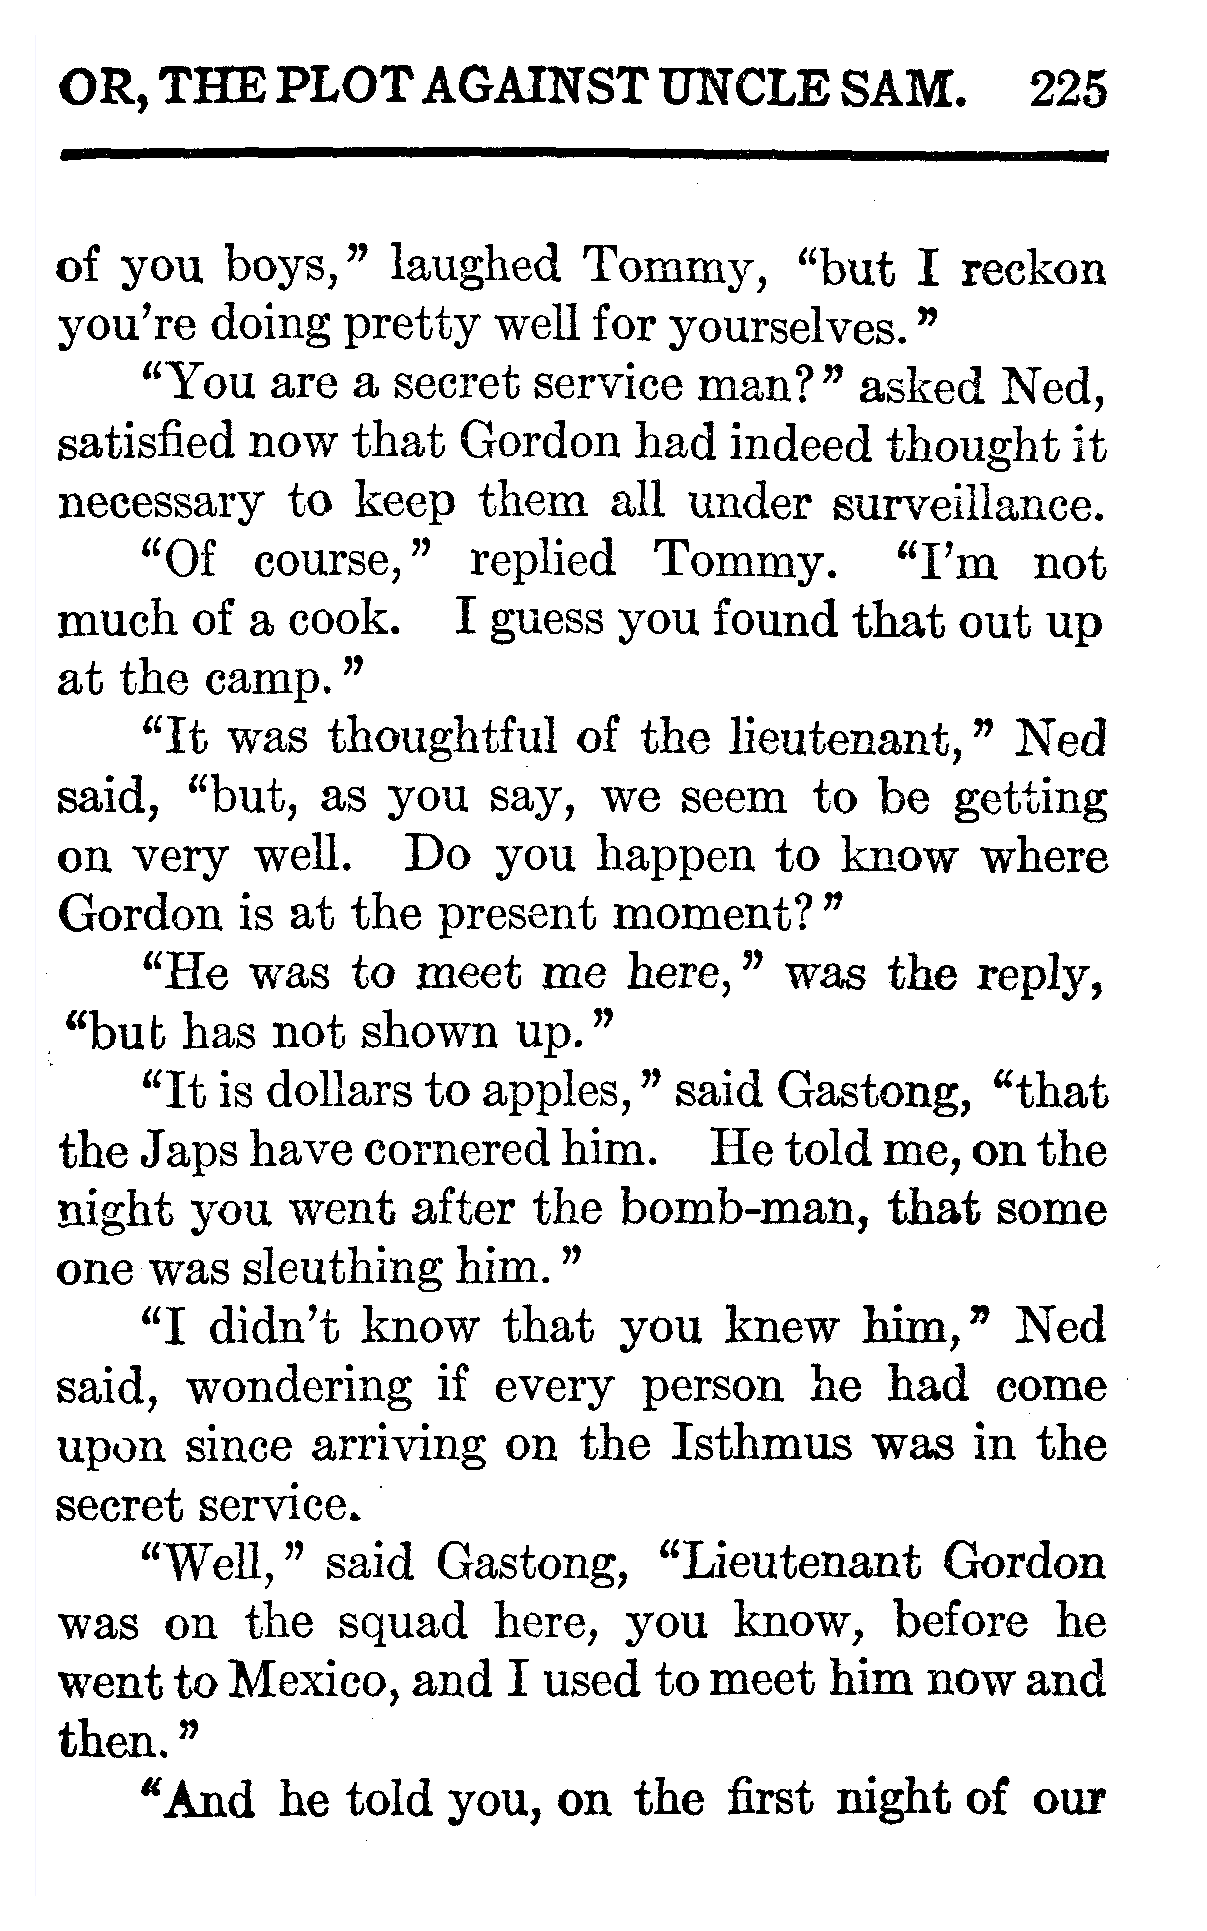 OR, THE PLOT AGAINST UNCLE SAM. 225
of you boys,” laughed Tommy, “but I reckon
you're doing pretty well for yourselves.”
“You are a secret service man?” asked Ned,
satisfied now that Gordon had indeed thought it
necessary to keep them all under surveillance.
“Of course,” replied Tommy. “I'm not
much of a cook. I guess you found that out up
at the camp.”
“It was thoughtful of the lieutenant,” Ned
said, “but, as you say, we seem to be getting
on very well. Do you happen to know where
Gordon is at the present moment?”
“He was to meet me here,” was the reply,
“but has not shown up.”
“It is dollars to apples,” said Gastong, “that
the Japs have cornered him. He told me, on the
night you went after the bomb-man, that some
one was sleuthing him.”
“I didn't know that you knew him,” Ned
said, wondering if every person he had come
upon since arriving on the Isthmus was in the
secret service.
“Well,” said Gastong, “Lieutenant Gordon
was on the squad here, you know, before he
went to Mexico, and I used to meet him now and
then.”
“And he told you, on the first night of our